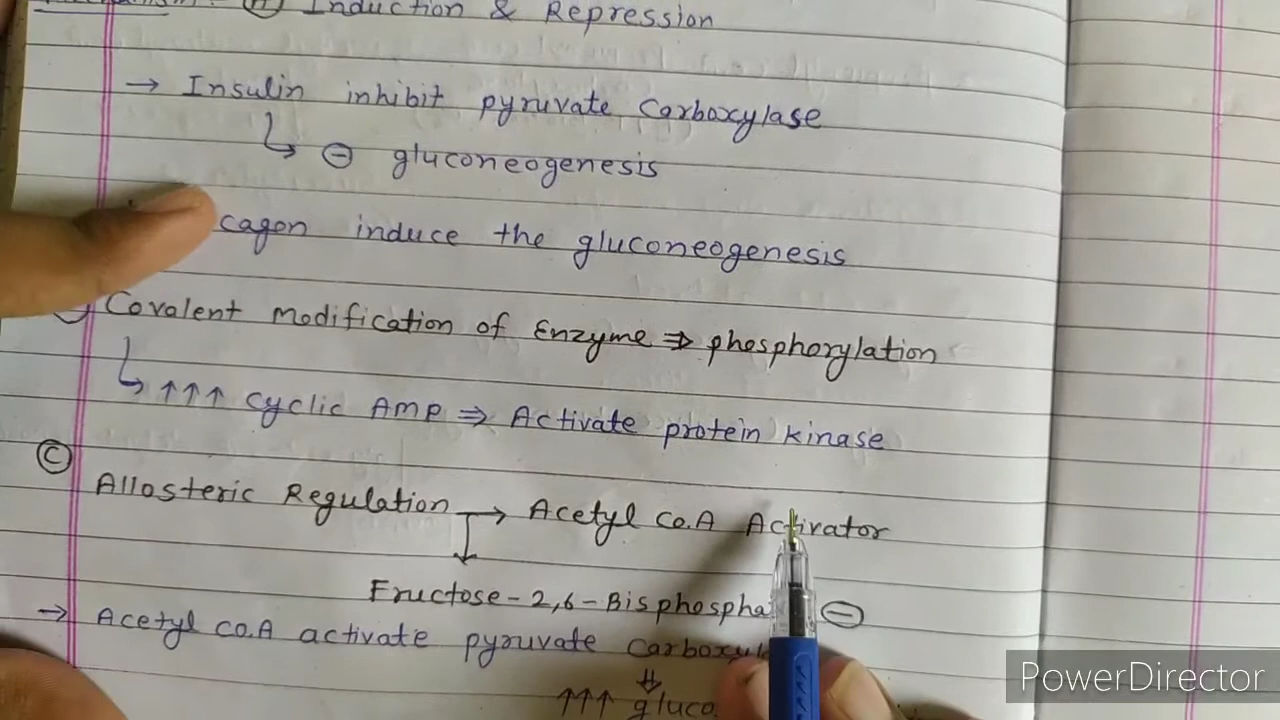 (A) Induction & Repression
→ Insulin inhibit pyruvate Carboxylase
↳ ⊖ gluconeogenesis
cagon induce the gluconeogenesis
Covalent Modification of Enzyme ⇒ phosphorylation
↳ ↑↑↑ Cyclic AMP ⇒ Activate protein kinase
Ⓒ Allosteric Regulation → Acetyl Co.A Activator
↓
Fructose-2,6-Bisphospha ⊖
→ Acetyl Co.A activate pyruvate Carboxyl
⇓
↑↑↑ gluco
PowerDirector